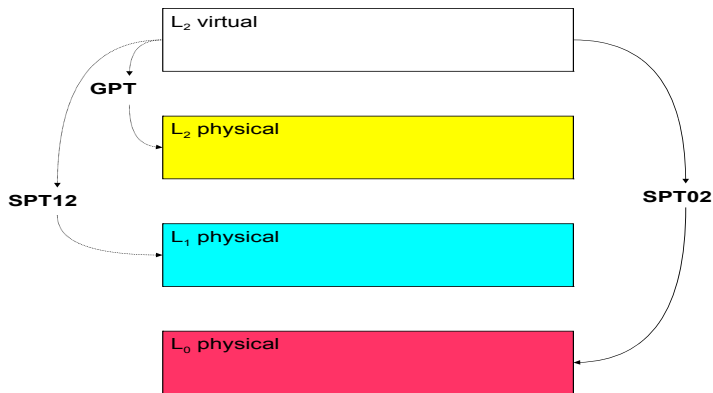 L₂ virtual
GPT
L₂ physical
SPT12
SPT02
L₁ physical
L₀ physical